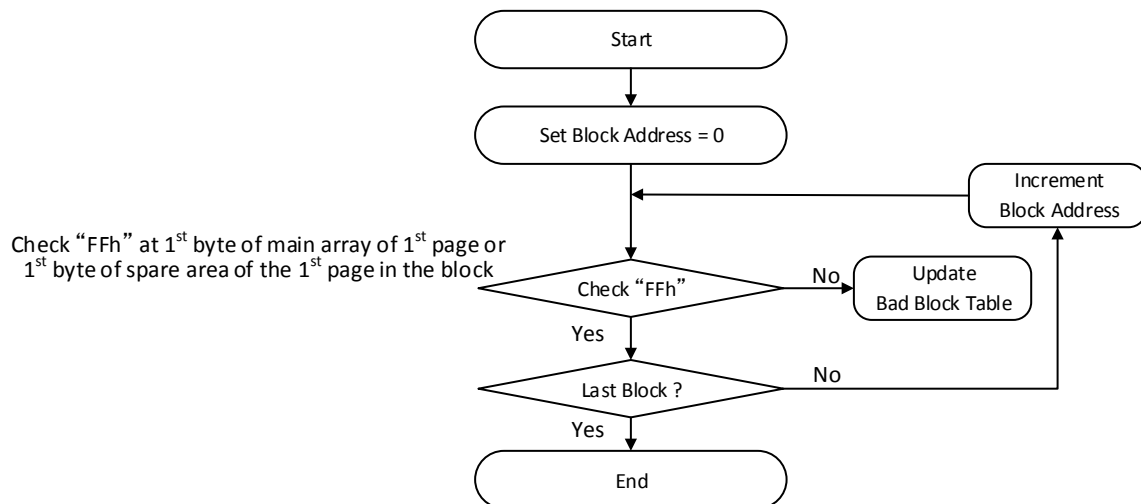 Start
Set Block Address = 0
Increment
Block Address
Check “FFh” at 1st byte of main array of 1st page or
1st byte of spare area of the 1st page in the block
Check “FFh”
No
Update
Bad Block Table
Yes
Last Block ?
No
Yes
End